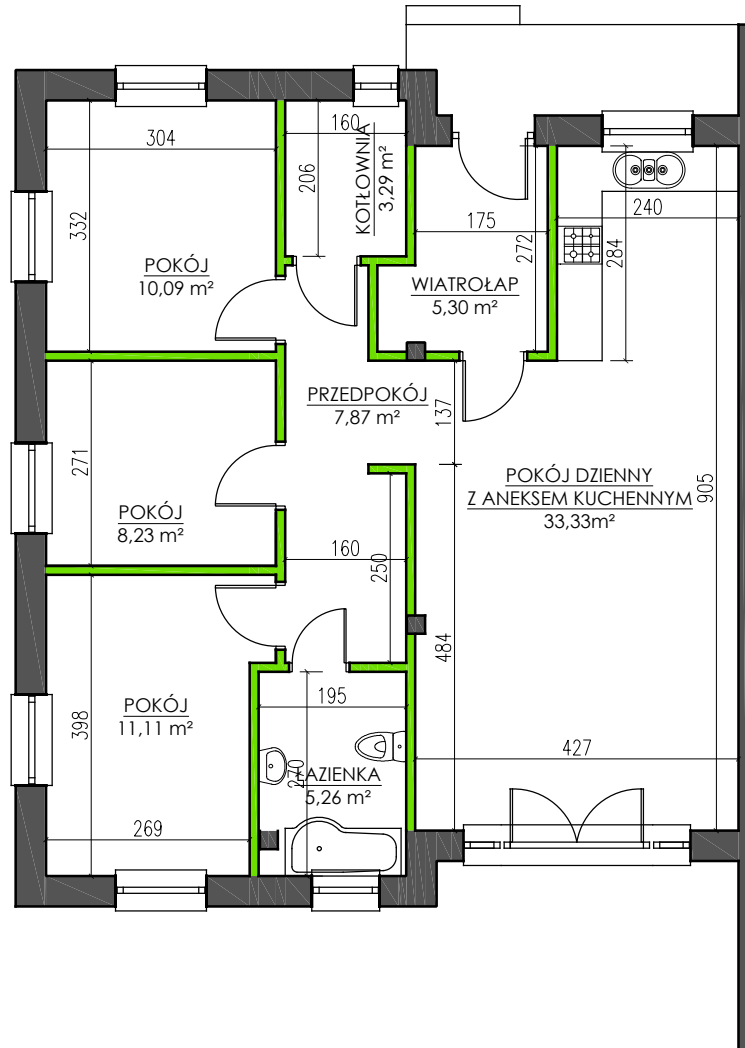 304
332
POKÓJ
10,09 m²
160
206
KOTŁOWNIA
3,29 m²
175
272
WIATROŁAP
5,30 m²
240
284
PRZEDPOKÓJ
7,87 m²
137
271
POKÓJ
8,23 m²
POKÓJ DZIENNY
Z ANEKSEM KUCHENNYM
33,33m²
905
160
250
484
POKÓJ
11,11 m²
398
269
195
270
ŁAZIENKA
5,26 m²
427